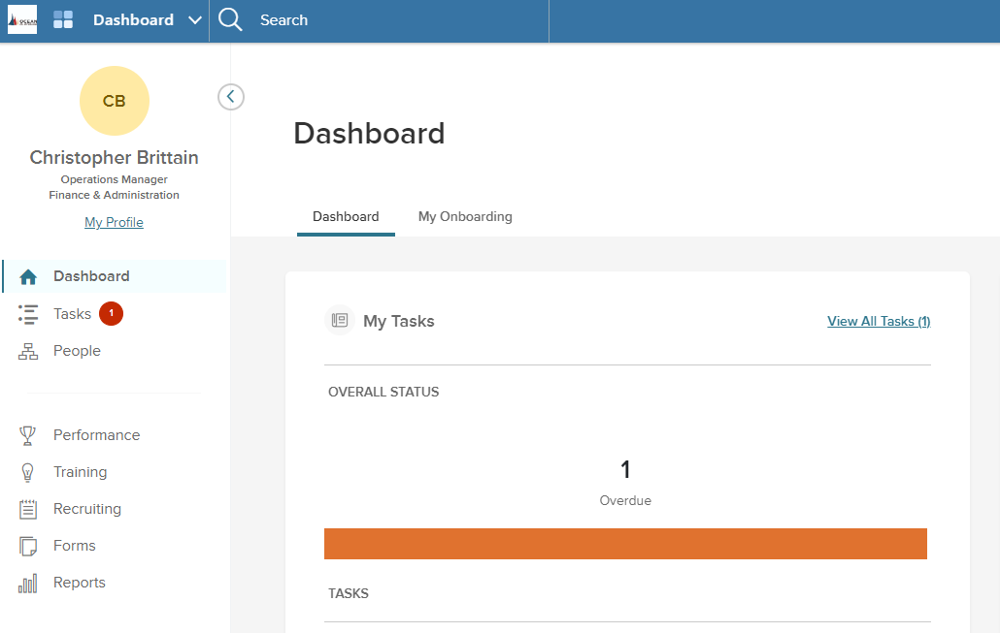 OCEAN
Dashboard
Search
CB
Christopher Brittain
Operations Manager
Finance & Administration
My Profile
Dashboard
Tasks 1
People
Performance
Training
Recruiting
Forms
Reports
Dashboard
Dashboard My Onboarding
My Tasks View All Tasks (1)
OVERALL STATUS
1
Overdue
TASKS